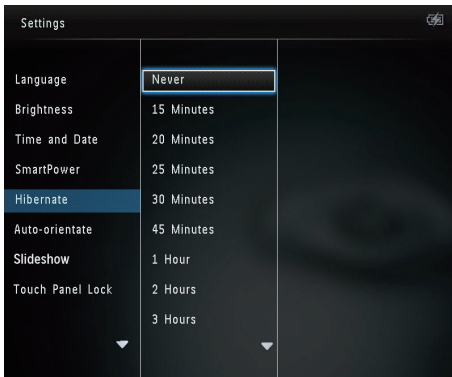 Settings
Language
Brightness
Time and Date
SmartPower
Hibernate
Auto-orientate
Slideshow
Touch Panel Lock
Never
15 Minutes
20 Minutes
25 Minutes
30 Minutes
45 Minutes
1 Hour
2 Hours
3 Hours